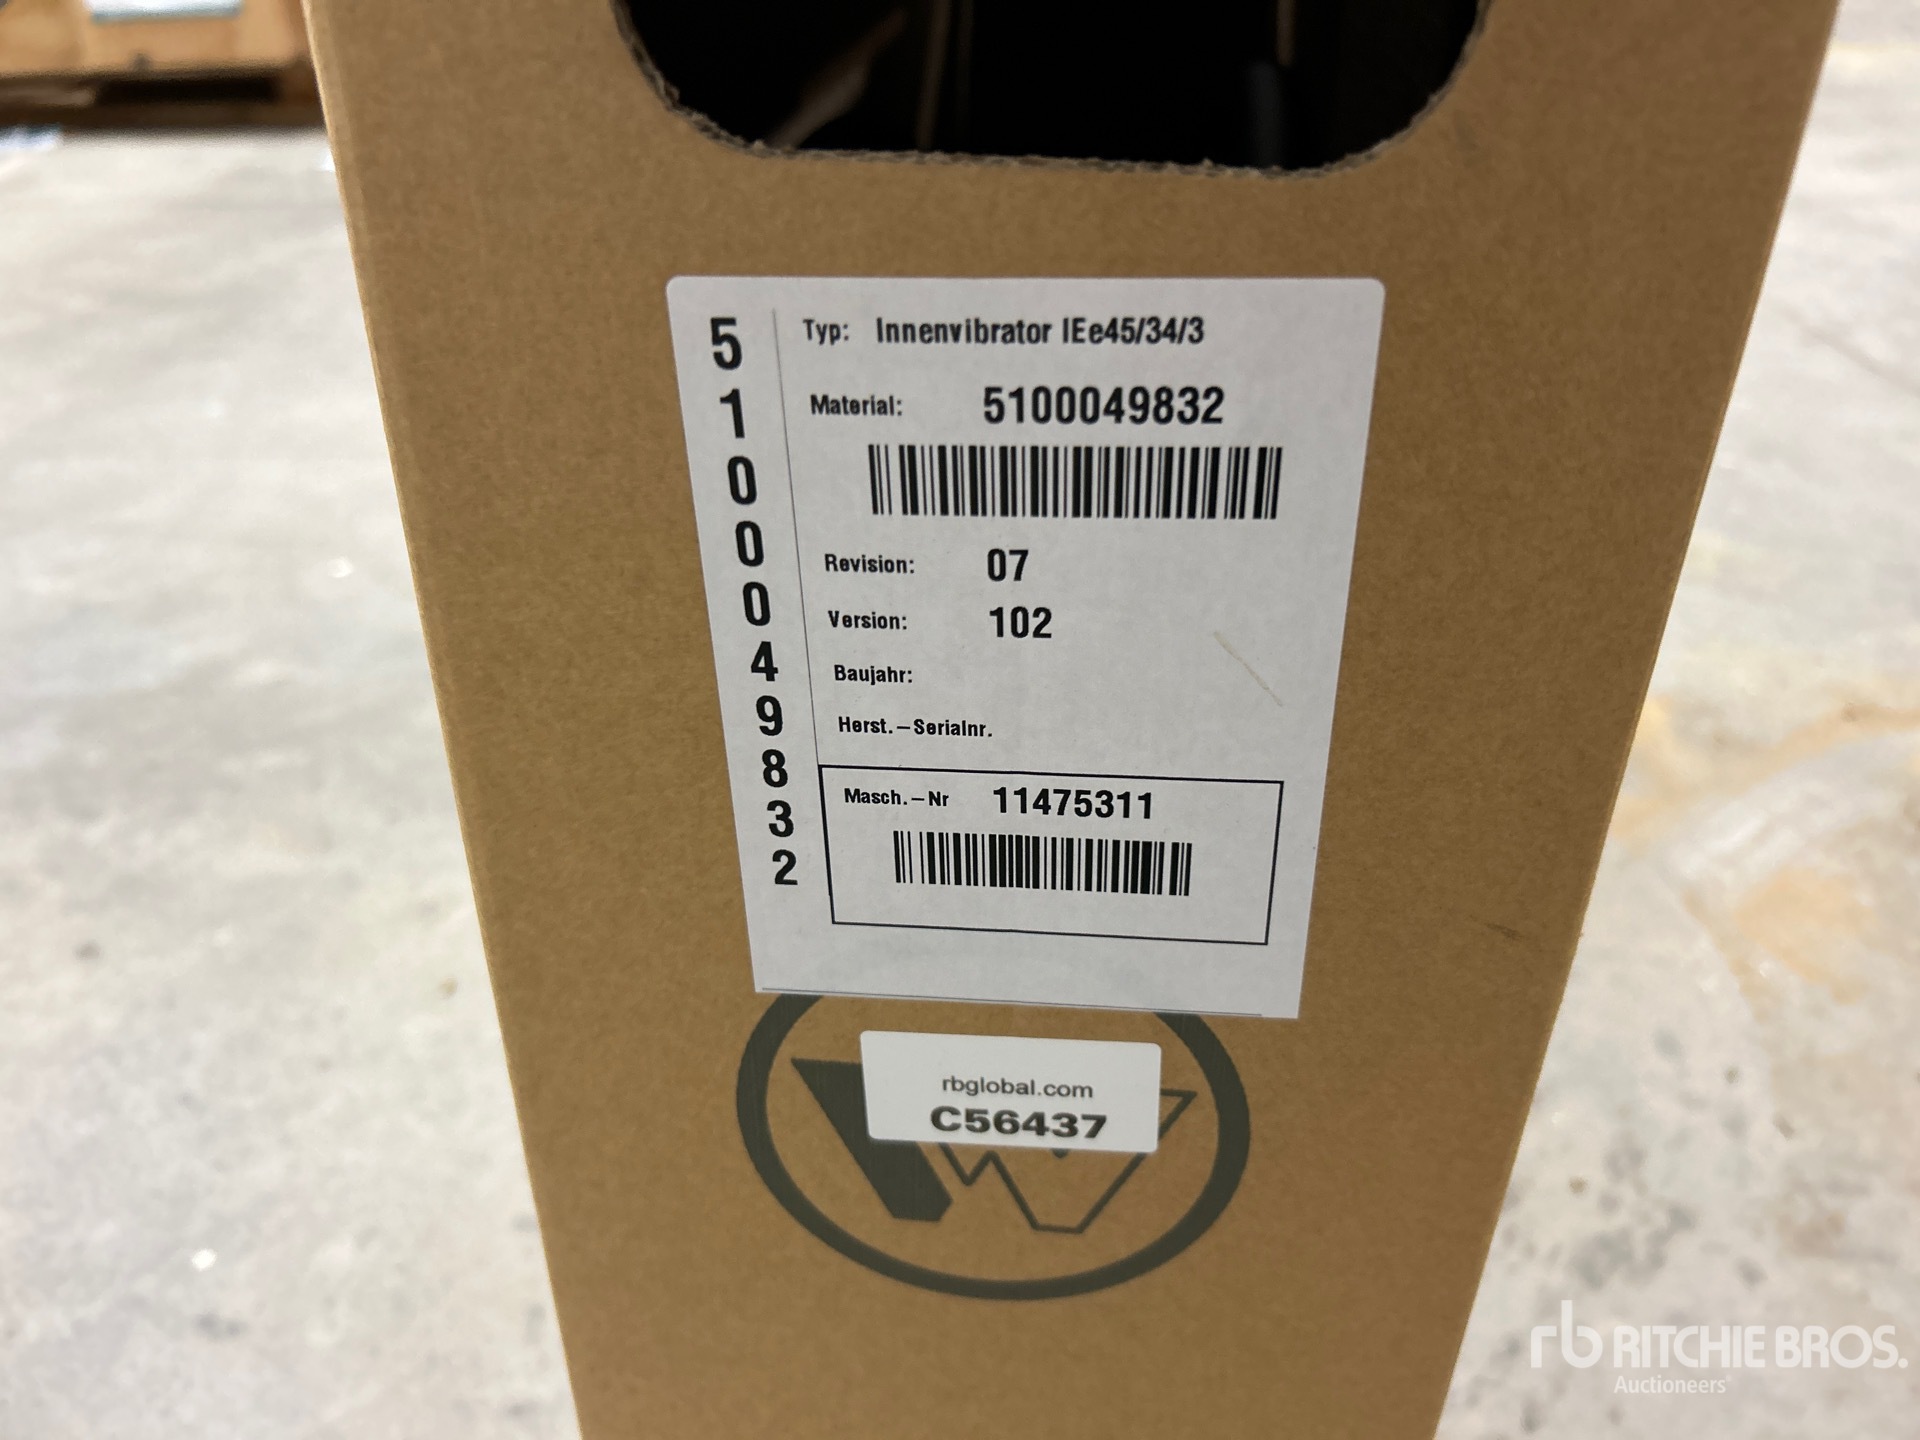 5100049832
Typ: Innenvibrator IEe45/34/3
Material: 5100049832
Revision: 07
Version: 102
Baujahr:
Herst.-Serialnr.
Masch.-Nr 11475311
rbglobal.com
C56437
rb RITCHIE BROS.
Auctioneers